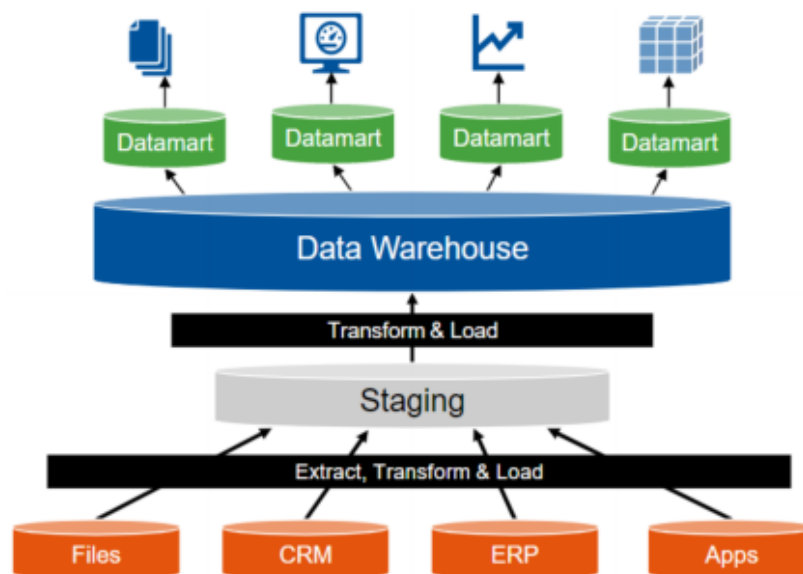 Datamart
Datamart
Datamart
Datamart
Data Warehouse
Transform & Load
Staging
Extract, Transform & Load
Files
CRM
ERP
Apps